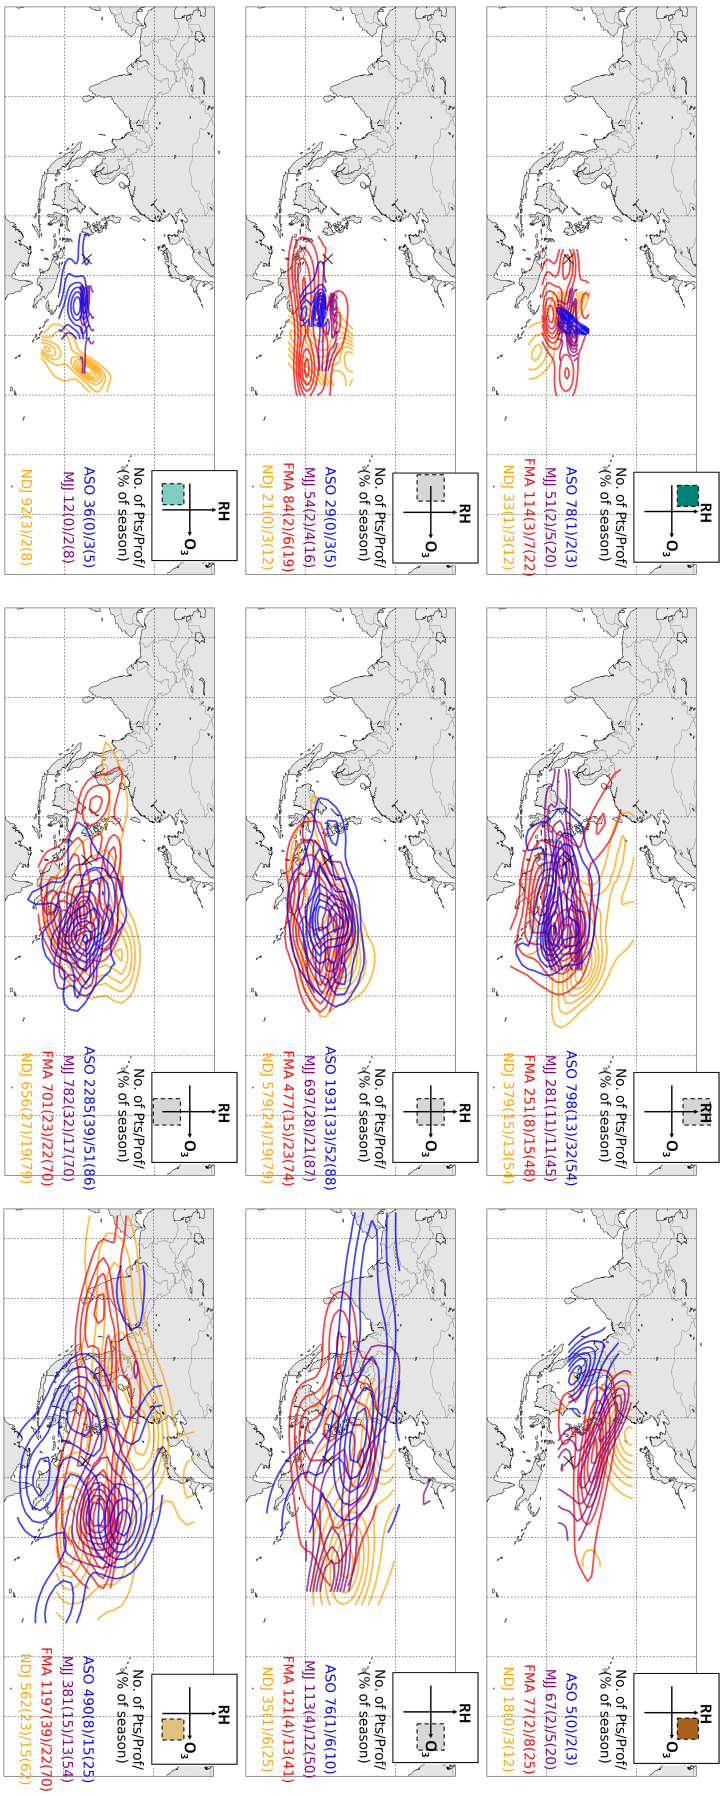 RH
O3
No. of Pts/Prof/
(% of season)
ASO 78(1)/2(3)
MJJ 51(2)/5(20)
FMA 114(3)/7(22)
NDJ 33(1)/3(12)
RH
O3
No. of Pts/Prof/
(% of season)
ASO 798(13)/32(54)
MJJ 281(11)/11(45)
FMA 251(8)/15(48)
NDJ 379(15)/13(54)
RH
O3
No. of Pts/Prof/
(% of season)
ASO 5(0)/2(3)
MJJ 67(2)/5(20)
FMA 77(2)/8(25)
NDJ 18(0)/3(12)
RH
O3
No. of Pts/Prof/
(% of season)
ASO 29(0)/3(5)
MJJ 54(2)/4(16)
FMA 84(2)/6(19)
NDJ 21(0)/3(12)
RH
O3
No. of Pts/Prof/
(% of season)
ASO 1931(33)/52(88)
MJJ 697(28)/21(87)
FMA 477(15)/23(74)
NDJ 579(24)/19(79)
RH
O3
No. of Pts/Prof/
(% of season)
ASO 76(1)/6(10)
MJJ 113(4)/12(50)
FMA 121(4)/13(41)
NDJ 35(1)/6(25)
RH
O3
No. of Pts/Prof/
(% of season)
ASO 36(0)/3(5)
MJJ 12(0)/2(8)
NDJ 92(3)/2(8)
RH
O3
No. of Pts/Prof/
(% of season)
ASO 2285(39)/51(86)
MJJ 782(32)/17(70)
FMA 701(23)/22(70)
NDJ 656(27)/19(79)
RH
O3
No. of Pts/Prof/
(% of season)
ASO 490(8)/15(25)
MJJ 381(15)/13(54)
FMA 1197(39)/22(70)
NDJ 562(23)/15(62)